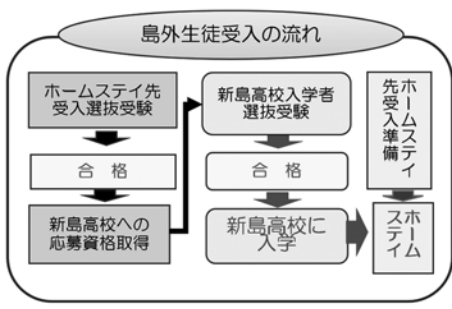 島外生徒受入の流れ
ホームステイ先
受入選抜受験
合 格
新島高校への
応募資格取得
新島高校入学者
選抜受験
合 格
新島高校に
入学
ホームステイ
先受入準備
ホーム
ステイ